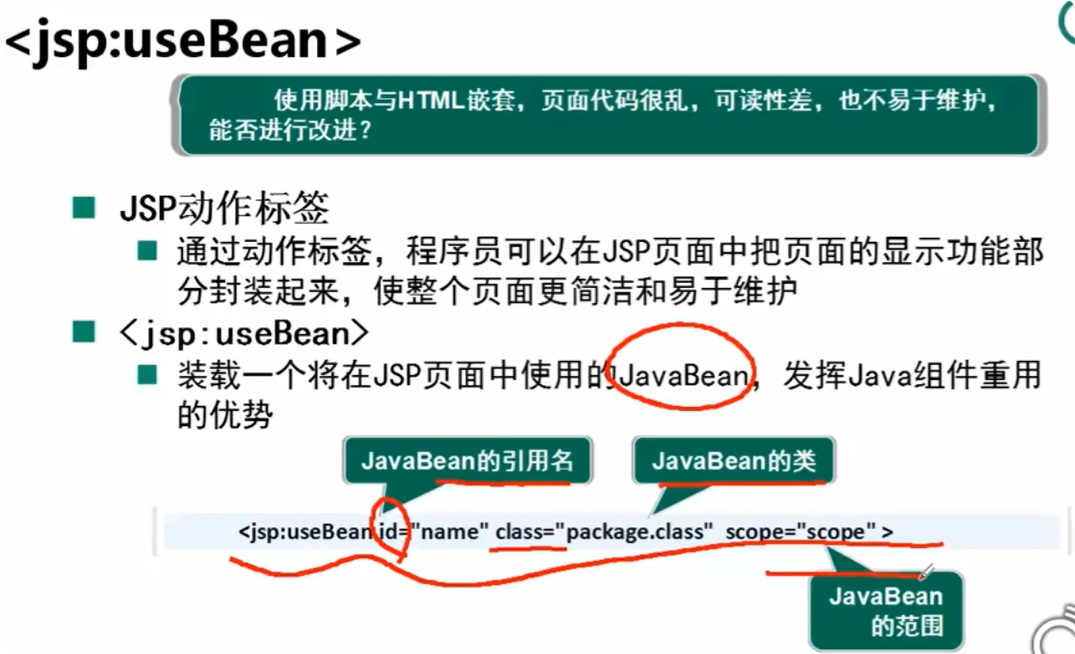 <jsp:useBean>
使用脚本与HTML嵌套，页面代码很乱，可读性差，也不易于维护，
能否进行改进？
JSP动作标签
通过动作标签，程序员可以在JSP页面中把页面的显示功能部
分封装起来，使整个页面更简洁和易于维护
<jsp:useBean>
装载一个将在JSP页面中使用的JavaBean，发挥Java组件重用
的优势
JavaBean的引用名
JavaBean的类
<jsp:useBean id="name" class="package.class" scope="scope" >
JavaBean
的范围